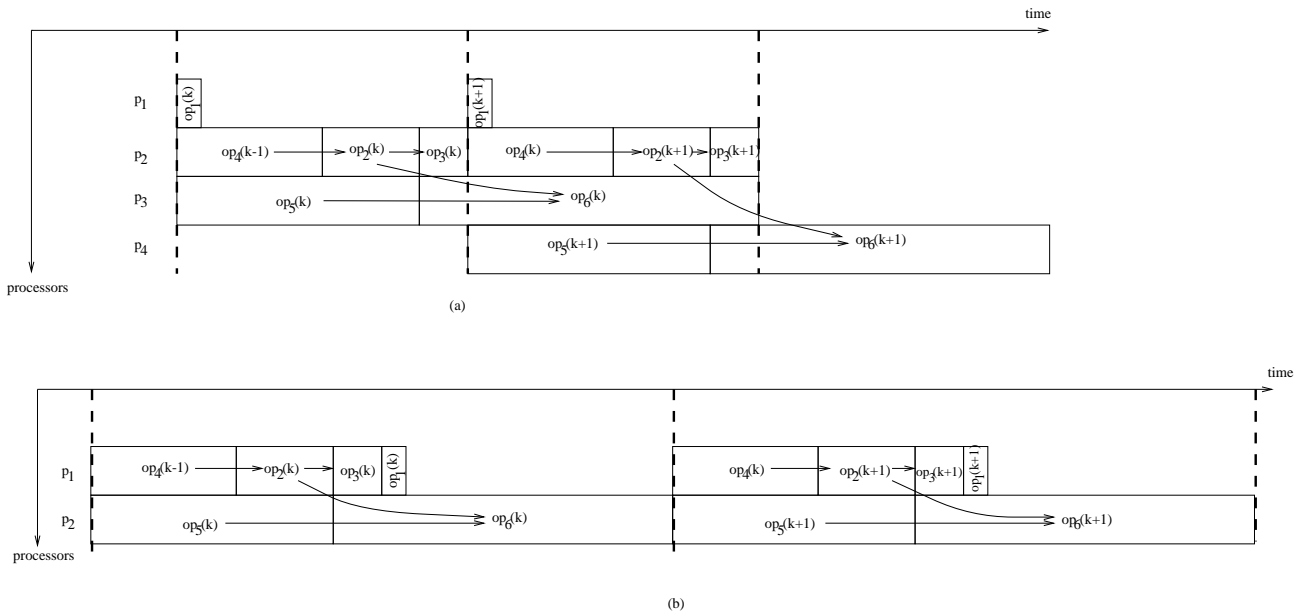 time
p1 op1(k) op1(k+1)
p2 op4(k-1) op2(k) op3(k) op4(k) op2(k+1) op3(k+1)
p3 op5(k) op6(k)
p4 op5(k+1) op6(k+1)
processors
(a)
time
p1 op4(k-1) op2(k) op3(k) op1(k) op4(k) op2(k+1) op3(k+1) op1(k+1)
p2 op5(k) op6(k) op5(k+1) op6(k+1)
processors
(b)